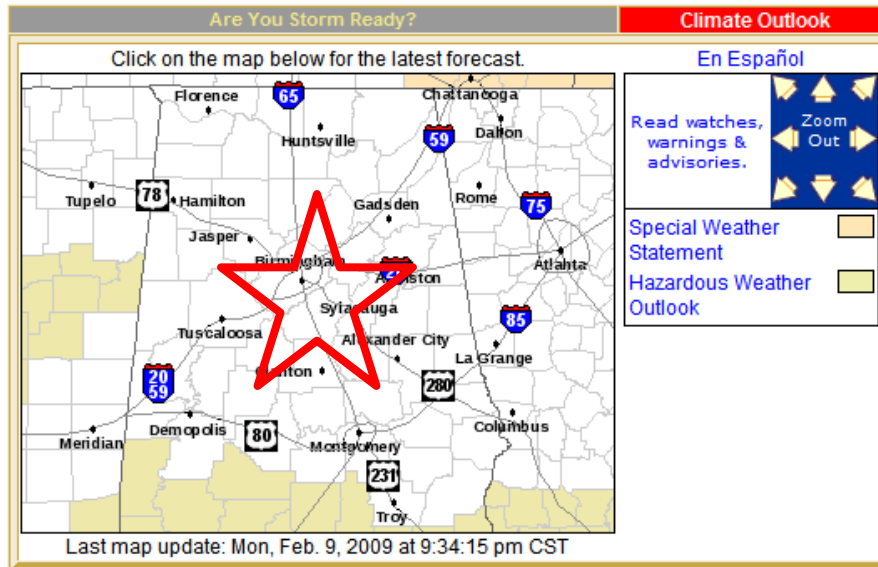 Are You Storm Ready?
Climate Outlook
Click on the map below for the latest forecast.
En Español
Florence
65
Chattanooga
Huntsville
59
Dalton
Read watches,
warnings &
advisories.
Zoom
Out
Tupelo
78
Hamilton
Gadsden
Rome
75
Jasper
Birmingham
Anniston
Atlanta
Special Weather
Statement
Hazardous Weather
Outlook
Sylacauga
Tuscaloosa
Alexander City
85
La Grange
Clanton
20
59
280
Meridian
Demopolis
80
Montgomery
Columbus
231
Troy
Last map update: Mon, Feb. 9, 2009 at 9:34:15 pm CST